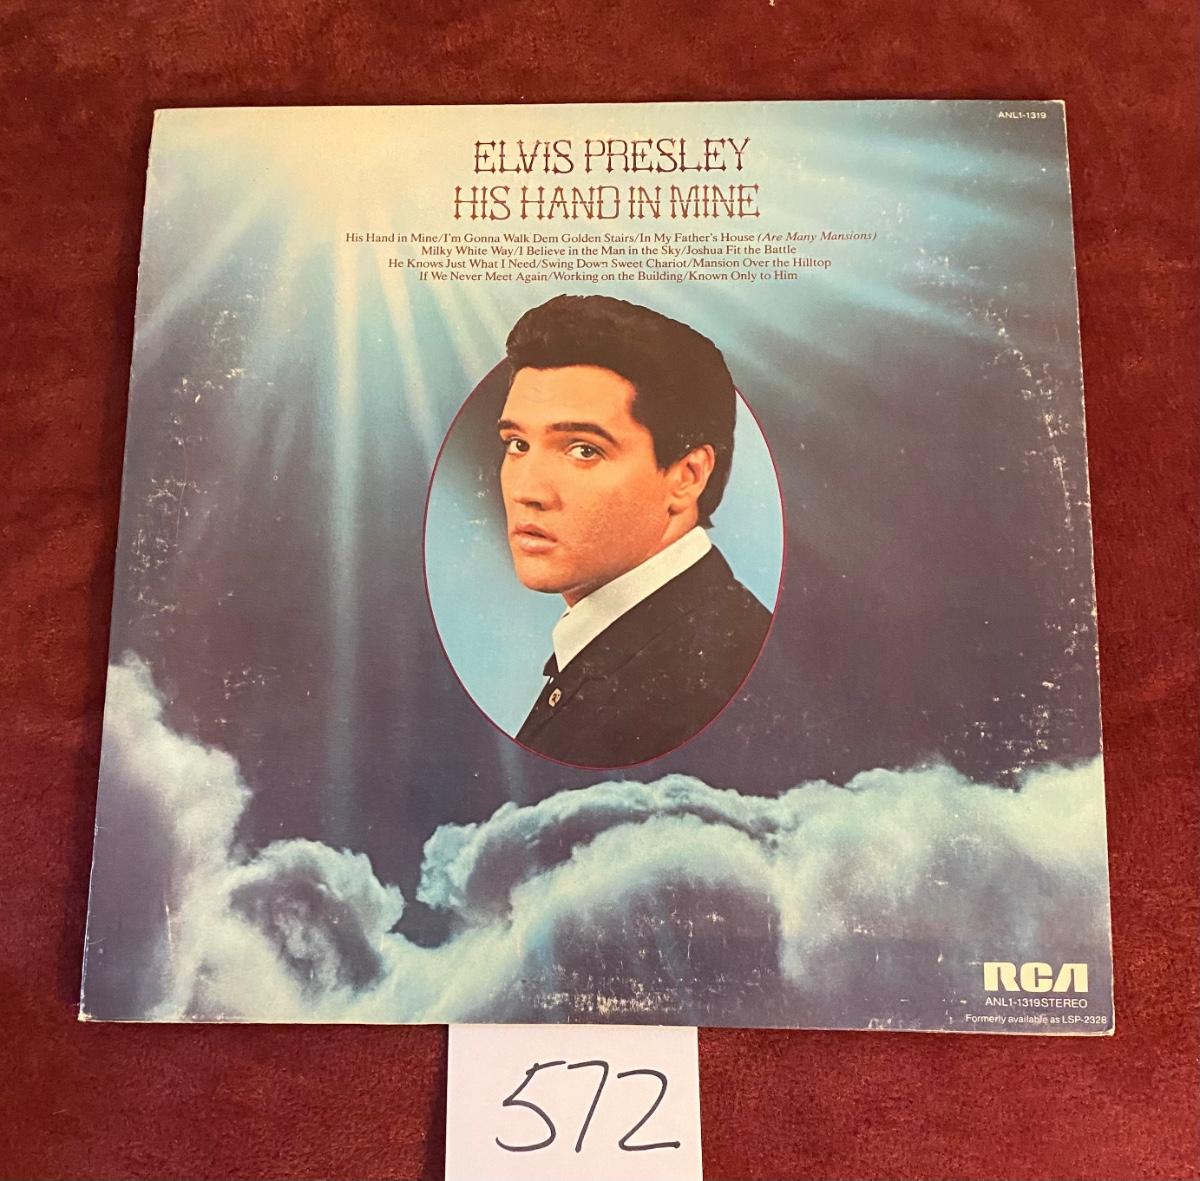 ANL1-1319
ELVIS PRESLEY
HIS HAND IN MINE
His Hand in Mine/I'm Gonna Walk Dem Golden Stairs/In My Father's House (Are Many Mansions)
Milky White Way/I Believe in the Man in the Sky/Joshua Fit the Battle
He Knows Just What I Need/Swing Down Sweet Chariot/Mansion Over the Hilltop
If We Never Meet Again/Working on the Building/Known Only to Him
RCA
ANL1-1319 STEREO
Formerly available as LSP-2328
572